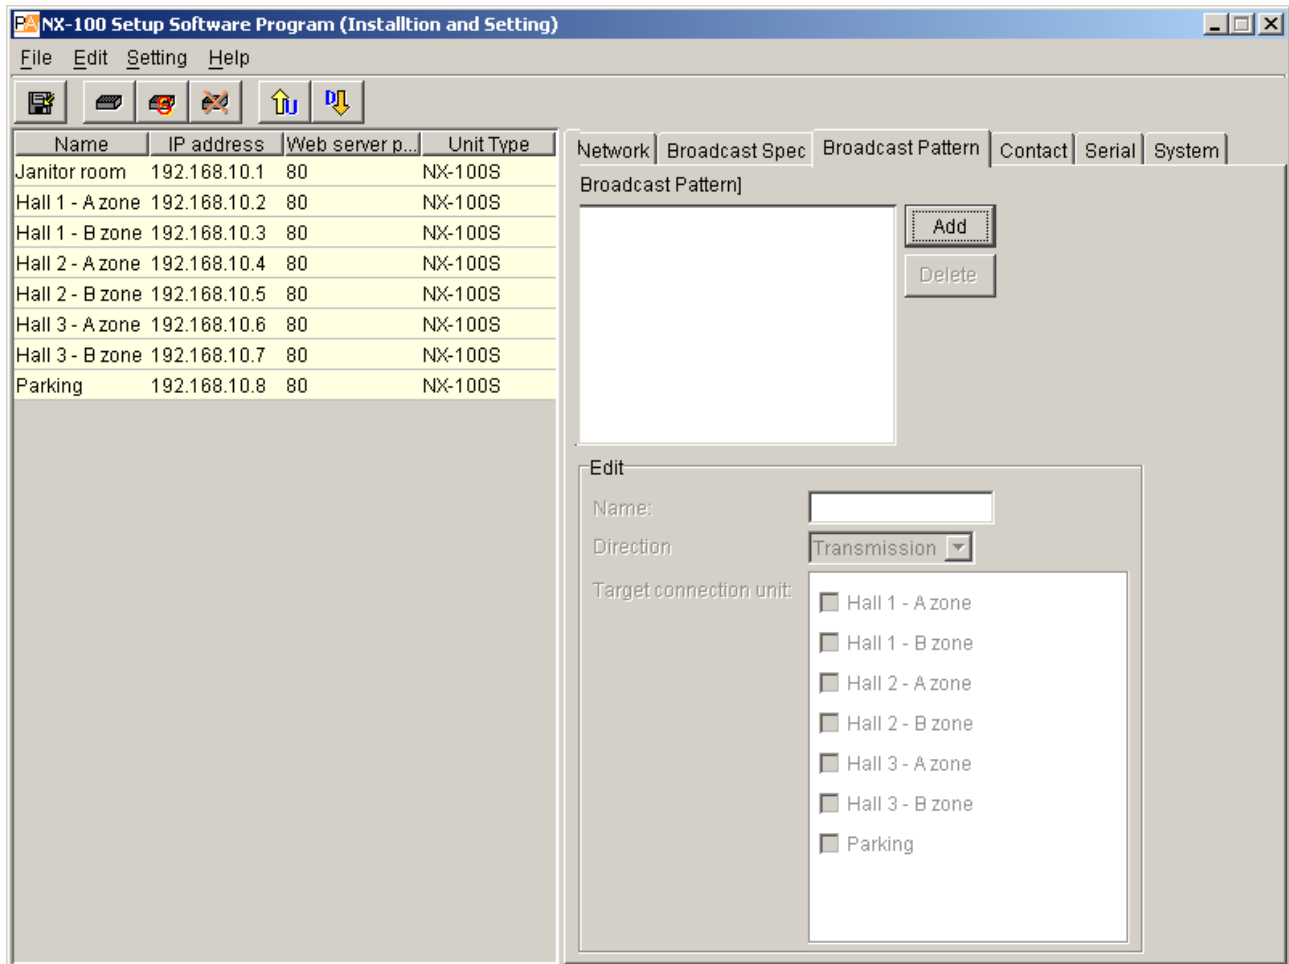 NX-100 Setup Software Program (Installtion and Setting)
File Edit Setting Help
Name IP address Web server p... Unit Type
Janitor room 192.168.10.1 80 NX-100S
Hall 1 - A zone 192.168.10.2 80 NX-100S
Hall 1 - B zone 192.168.10.3 80 NX-100S
Hall 2 - A zone 192.168.10.4 80 NX-100S
Hall 2 - B zone 192.168.10.5 80 NX-100S
Hall 3 - A zone 192.168.10.6 80 NX-100S
Hall 3 - B zone 192.168.10.7 80 NX-100S
Parking 192.168.10.8 80 NX-100S
Network Broadcast Spec Broadcast Pattern Contact Serial System
Broadcast Pattern]
Add
Delete
Edit
Name:
Direction Transmission
Target connection unit:
Hall 1 - A zone
Hall 1 - B zone
Hall 2 - A zone
Hall 2 - B zone
Hall 3 - A zone
Hall 3 - B zone
Parking